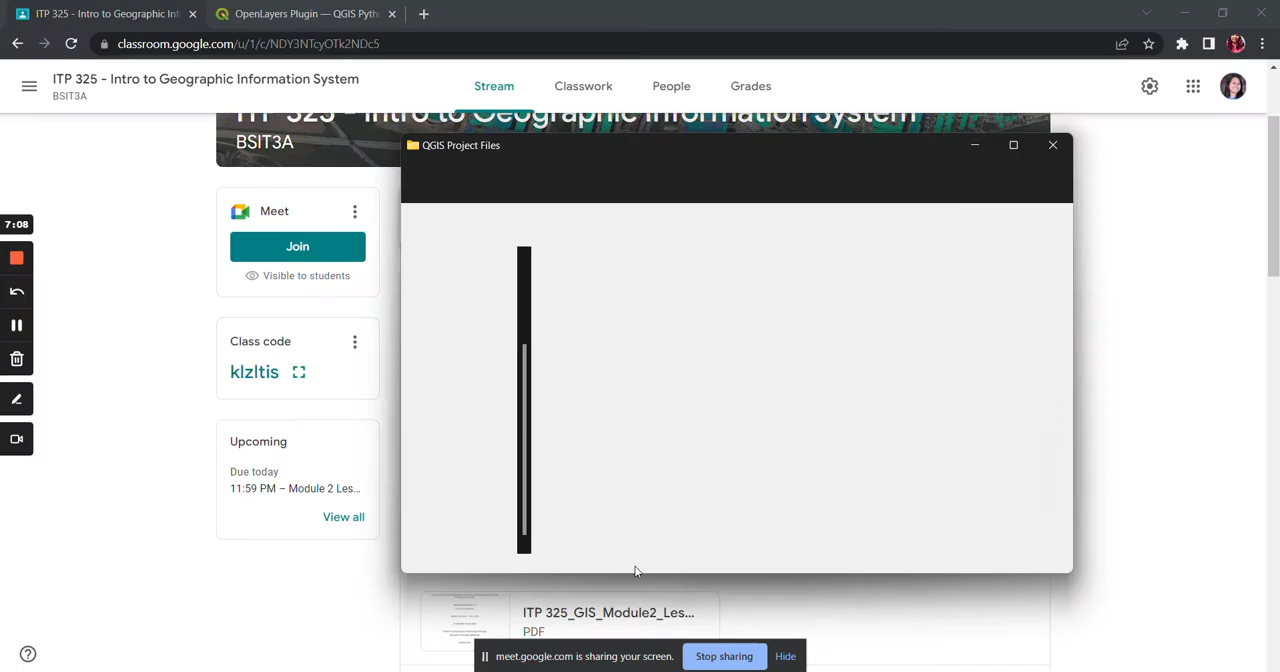 ITP 325 - Intro to Geographic Inf
OpenLayers Plugin — QGIS Pyth
classroom.google.com/u/1/c/NDY3NTcyOTk2NDc5
ITP 325 - Intro to Geographic Information System
BSIT3A
Stream
Classwork
People
Grades
ITP 325 - Intro to Geographic Information System
BSIT3A
QGIS Project Files
Meet
Join
Visible to students
7:08
Class code
klzltis
Upcoming
Due today
11:59 PM – Module 2 Les...
View all
ITP 325_GIS_Module2_Les...
PDF
meet.google.com is sharing your screen.
Stop sharing
Hide